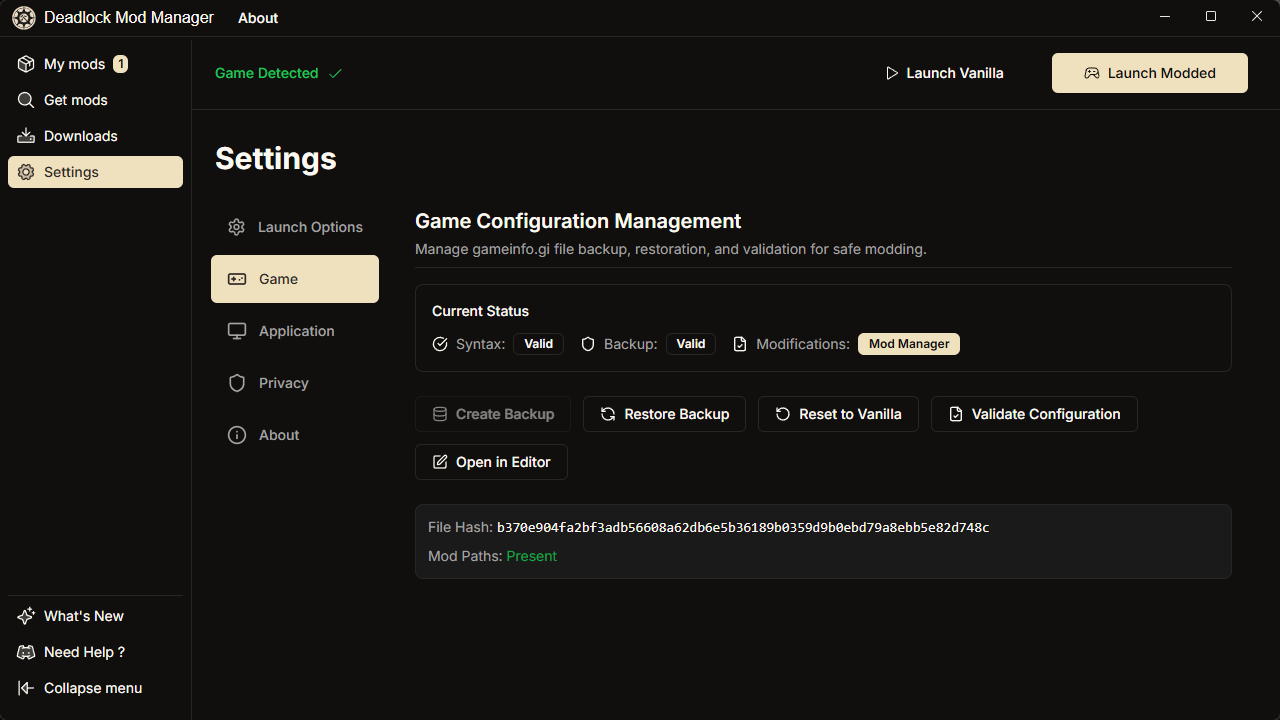 Deadlock Mod Manager
About
My mods 1
Get mods
Downloads
Settings
What's New
Need Help ?
Collapse menu
Game Detected
Launch Vanilla
Launch Modded
Settings
Launch Options
Game
Application
Privacy
About
Game Configuration Management
Manage gameinfo.gi file backup, restoration, and validation for safe modding.
Current Status
Syntax: Valid Backup: Valid Modifications: Mod Manager
Create Backup Restore Backup Reset to Vanilla Validate Configuration
Open in Editor
File Hash: b370e904fa2bf3adb56608a62db6e5b36189b0359d9b0ebd79a8ebb5e82d748c
Mod Paths: Present